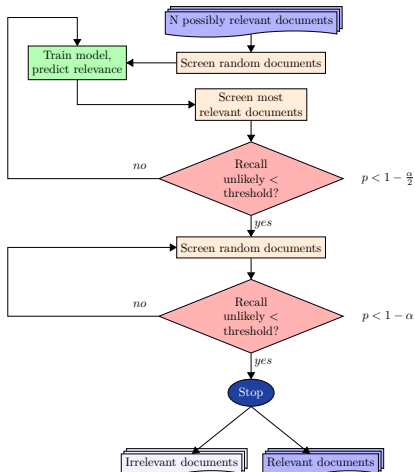 N possibly relevant documents
Train model,
predict relevance
Screen random documents
Screen most
relevant documents
Recall
unlikely <
threshold?
no
p < 1 − α/2
yes
Screen random documents
Recall
unlikely <
threshold?
no
p < 1 − α
yes
Stop
Irrelevant documents
Relevant documents